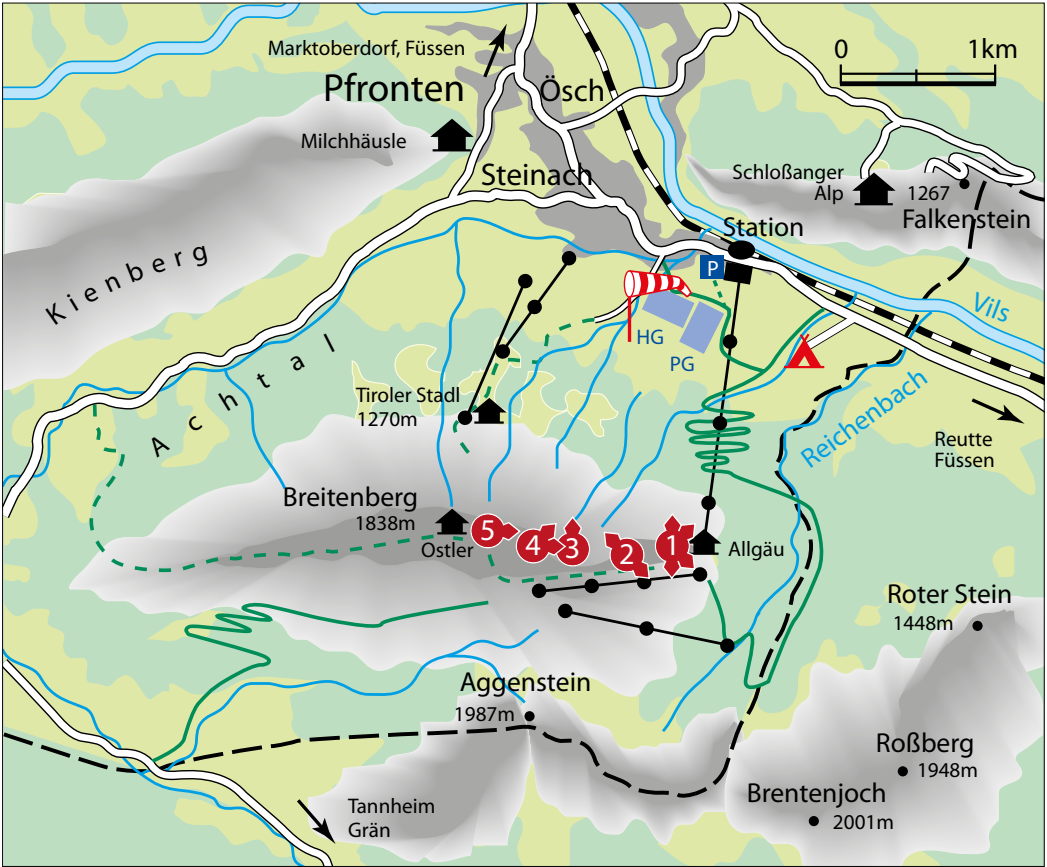 Marktoberdorf, Füssen
Pfronten
Ösch
0 1km
Milchhäusle
Steinach
Schloßanger
Alp
1267
Falkenstein
Station
P
Kienberg
Vils
HG
PG
Achtal
Tiroler Stadl
1270m
Reichenbach
Reutte
Füssen
Breitenberg
1838m
Ostler
5
4
3
2
1
Allgäu
Roter Stein
1448m
Aggenstein
1987m
Roßberg
1948m
Brentenjoch
2001m
Tannheim
Grän